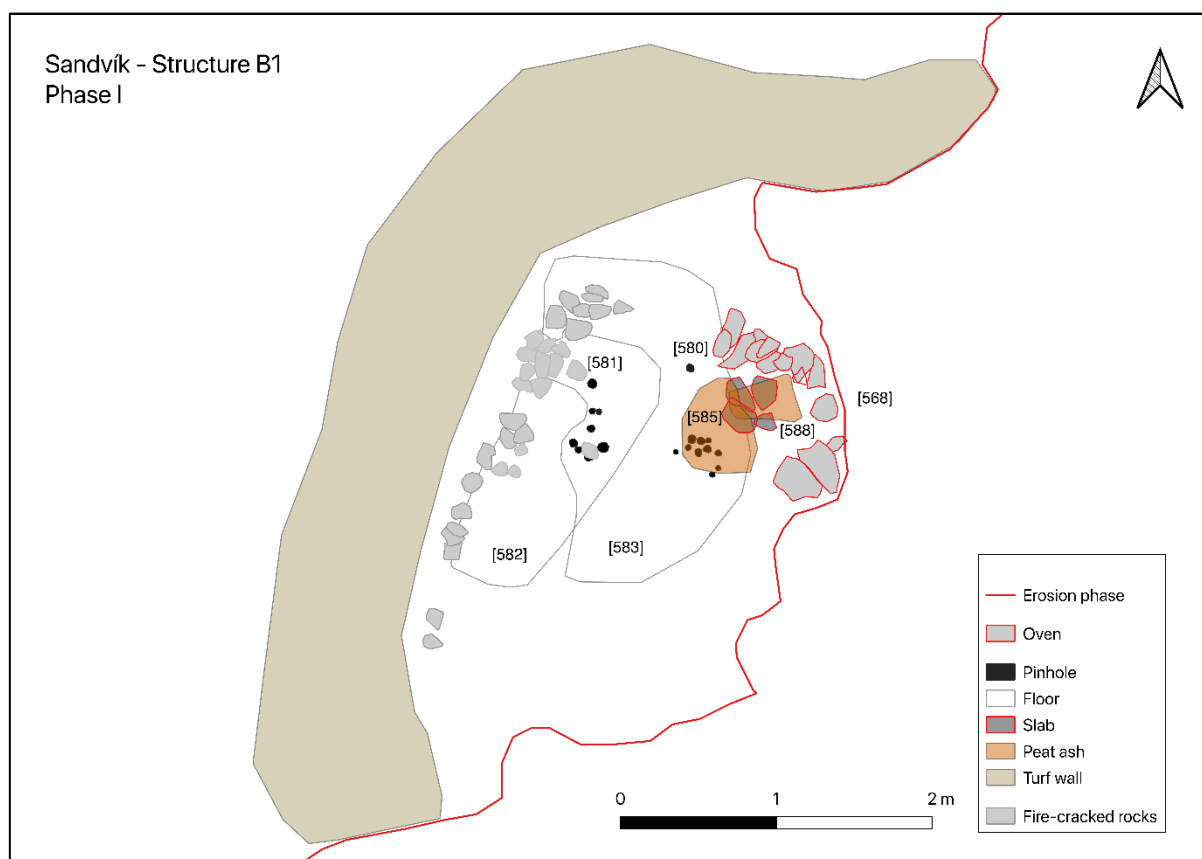 Sandvík - Structure B1
Phase I
[581]
[580]
[568]
[585]
[588]
[582]
[583]
Erosion phase
Oven
Pinhole
Floor
Slab
Peat ash
Turf wall
Fire-cracked rocks
0 1 2 m